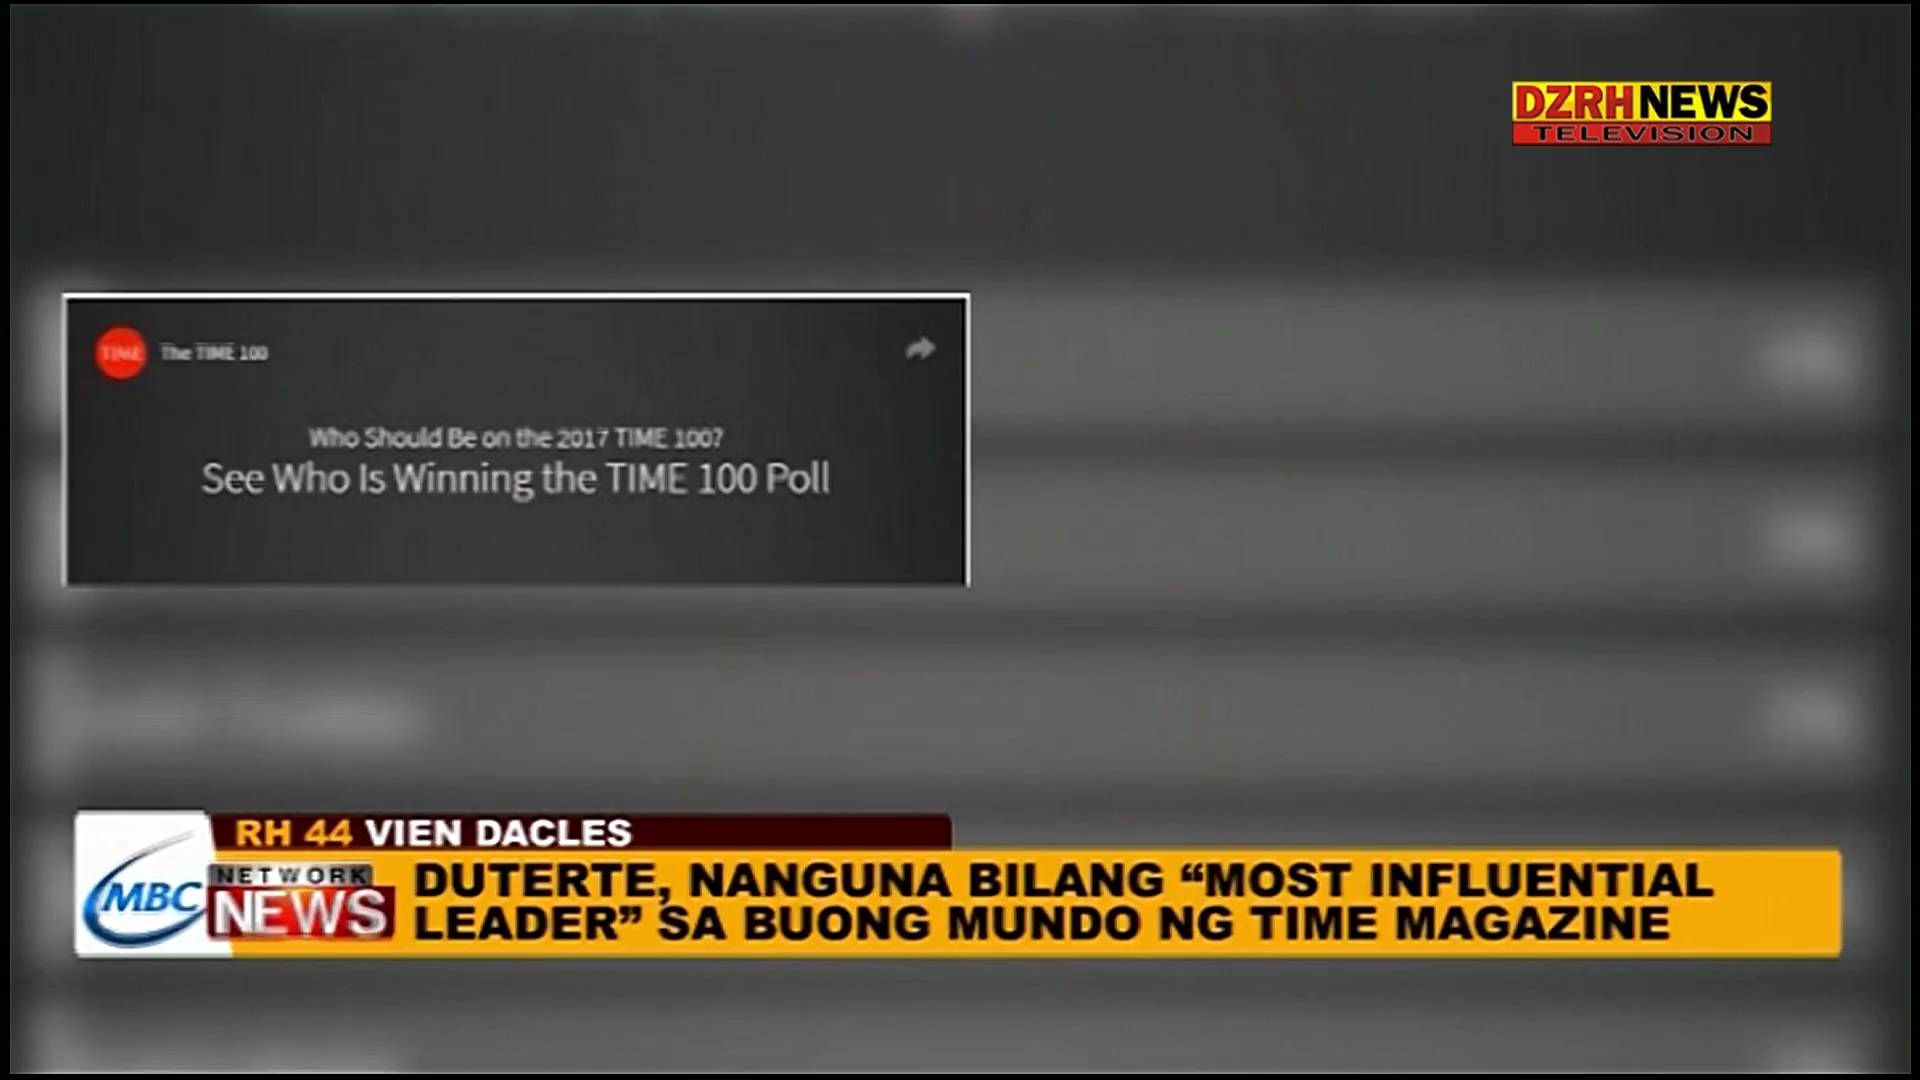 DZRHNEWS
TELEVISION
TIME The TIME 100
Who Should Be on the 2017 TIME 100?
See Who Is Winning the TIME 100 Poll
RH 44 VIEN DACLES
MBC
NETWORK
NEWS
DUTERTE, NANGUNA BILANG “MOST INFLUENTIAL
LEADER” SA BUONG MUNDO NG TIME MAGAZINE